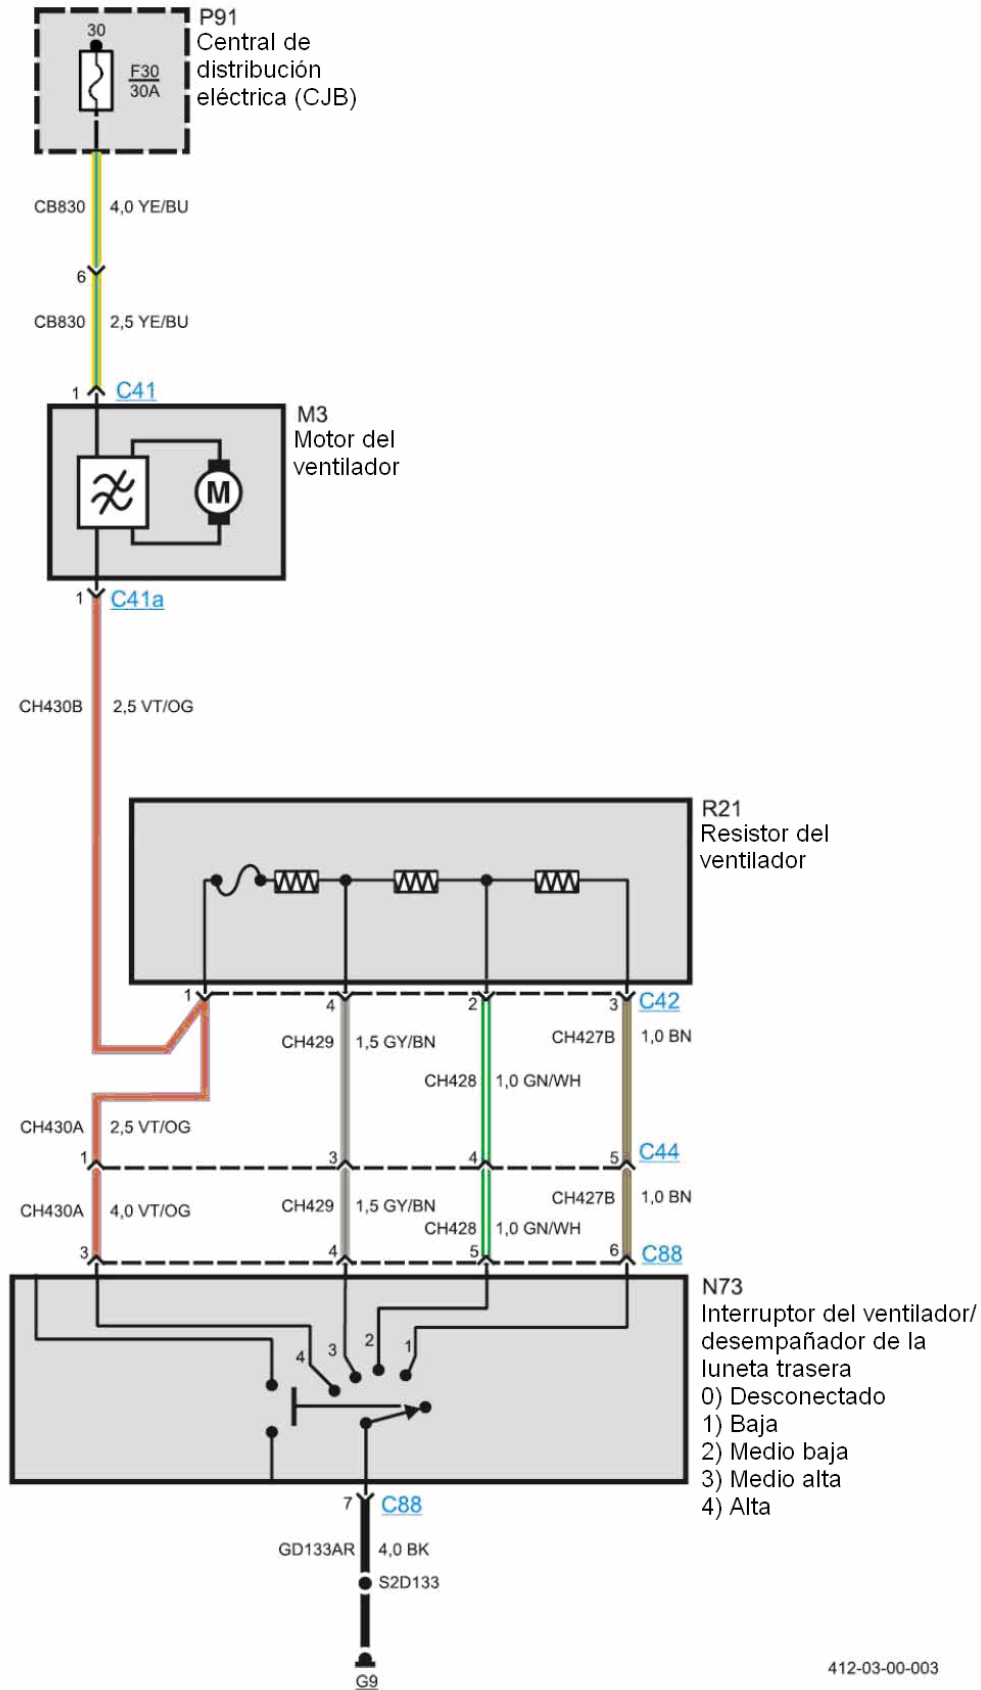 P91
Central de
distribución
eléctrica (CJB)
30
F30
30A
CB830 4,0 YE/BU
6
CB830 2,5 YE/BU
1 C41
M3
Motor del
ventilador
M
1 C41a
CH430B 2,5 VT/OG
R21
Resistor del
ventilador
1 4 2 3 C42
CH429 1,5 GY/BN CH427B 1,0 BN
CH428 1,0 GN/WH
CH430A 2,5 VT/OG
1 3 4 5 C44
CH430A 4,0 VT/OG CH429 1,5 GY/BN CH427B 1,0 BN
CH428 1,0 GN/WH
3 4 5 6 C88
N73
Interruptor del ventilador/
desempañador de la
luneta trasera
0) Desconectado
1) Baja
2) Medio baja
3) Medio alta
4) Alta
4 3 2 1
7 C88
GD133AR 4,0 BK
S2D133
G9
412-03-00-003